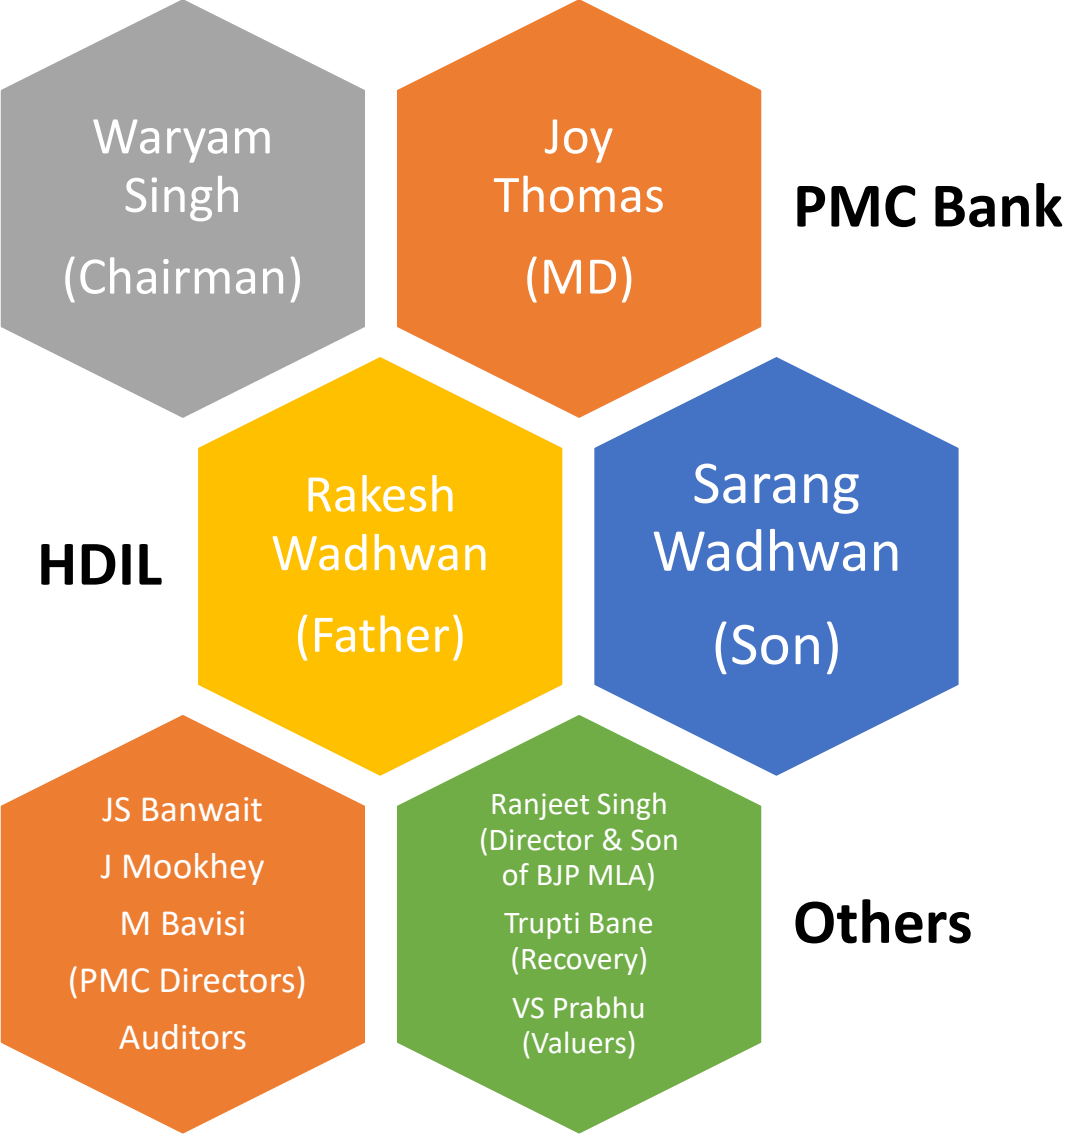 Waryam
Singh
(Chairman)
Joy
Thomas
(MD)
PMC Bank
HDIL
Rakesh
Wadhwan
(Father)
Sarang
Wadhwan
(Son)
JS Banwait
J Mookhey
M Bavisi
(PMC Directors)
Auditors
Ranjeet Singh
(Director & Son
of BJP MLA)
Trupti Bane
(Recovery)
VS Prabhu
(Valuers)
Others